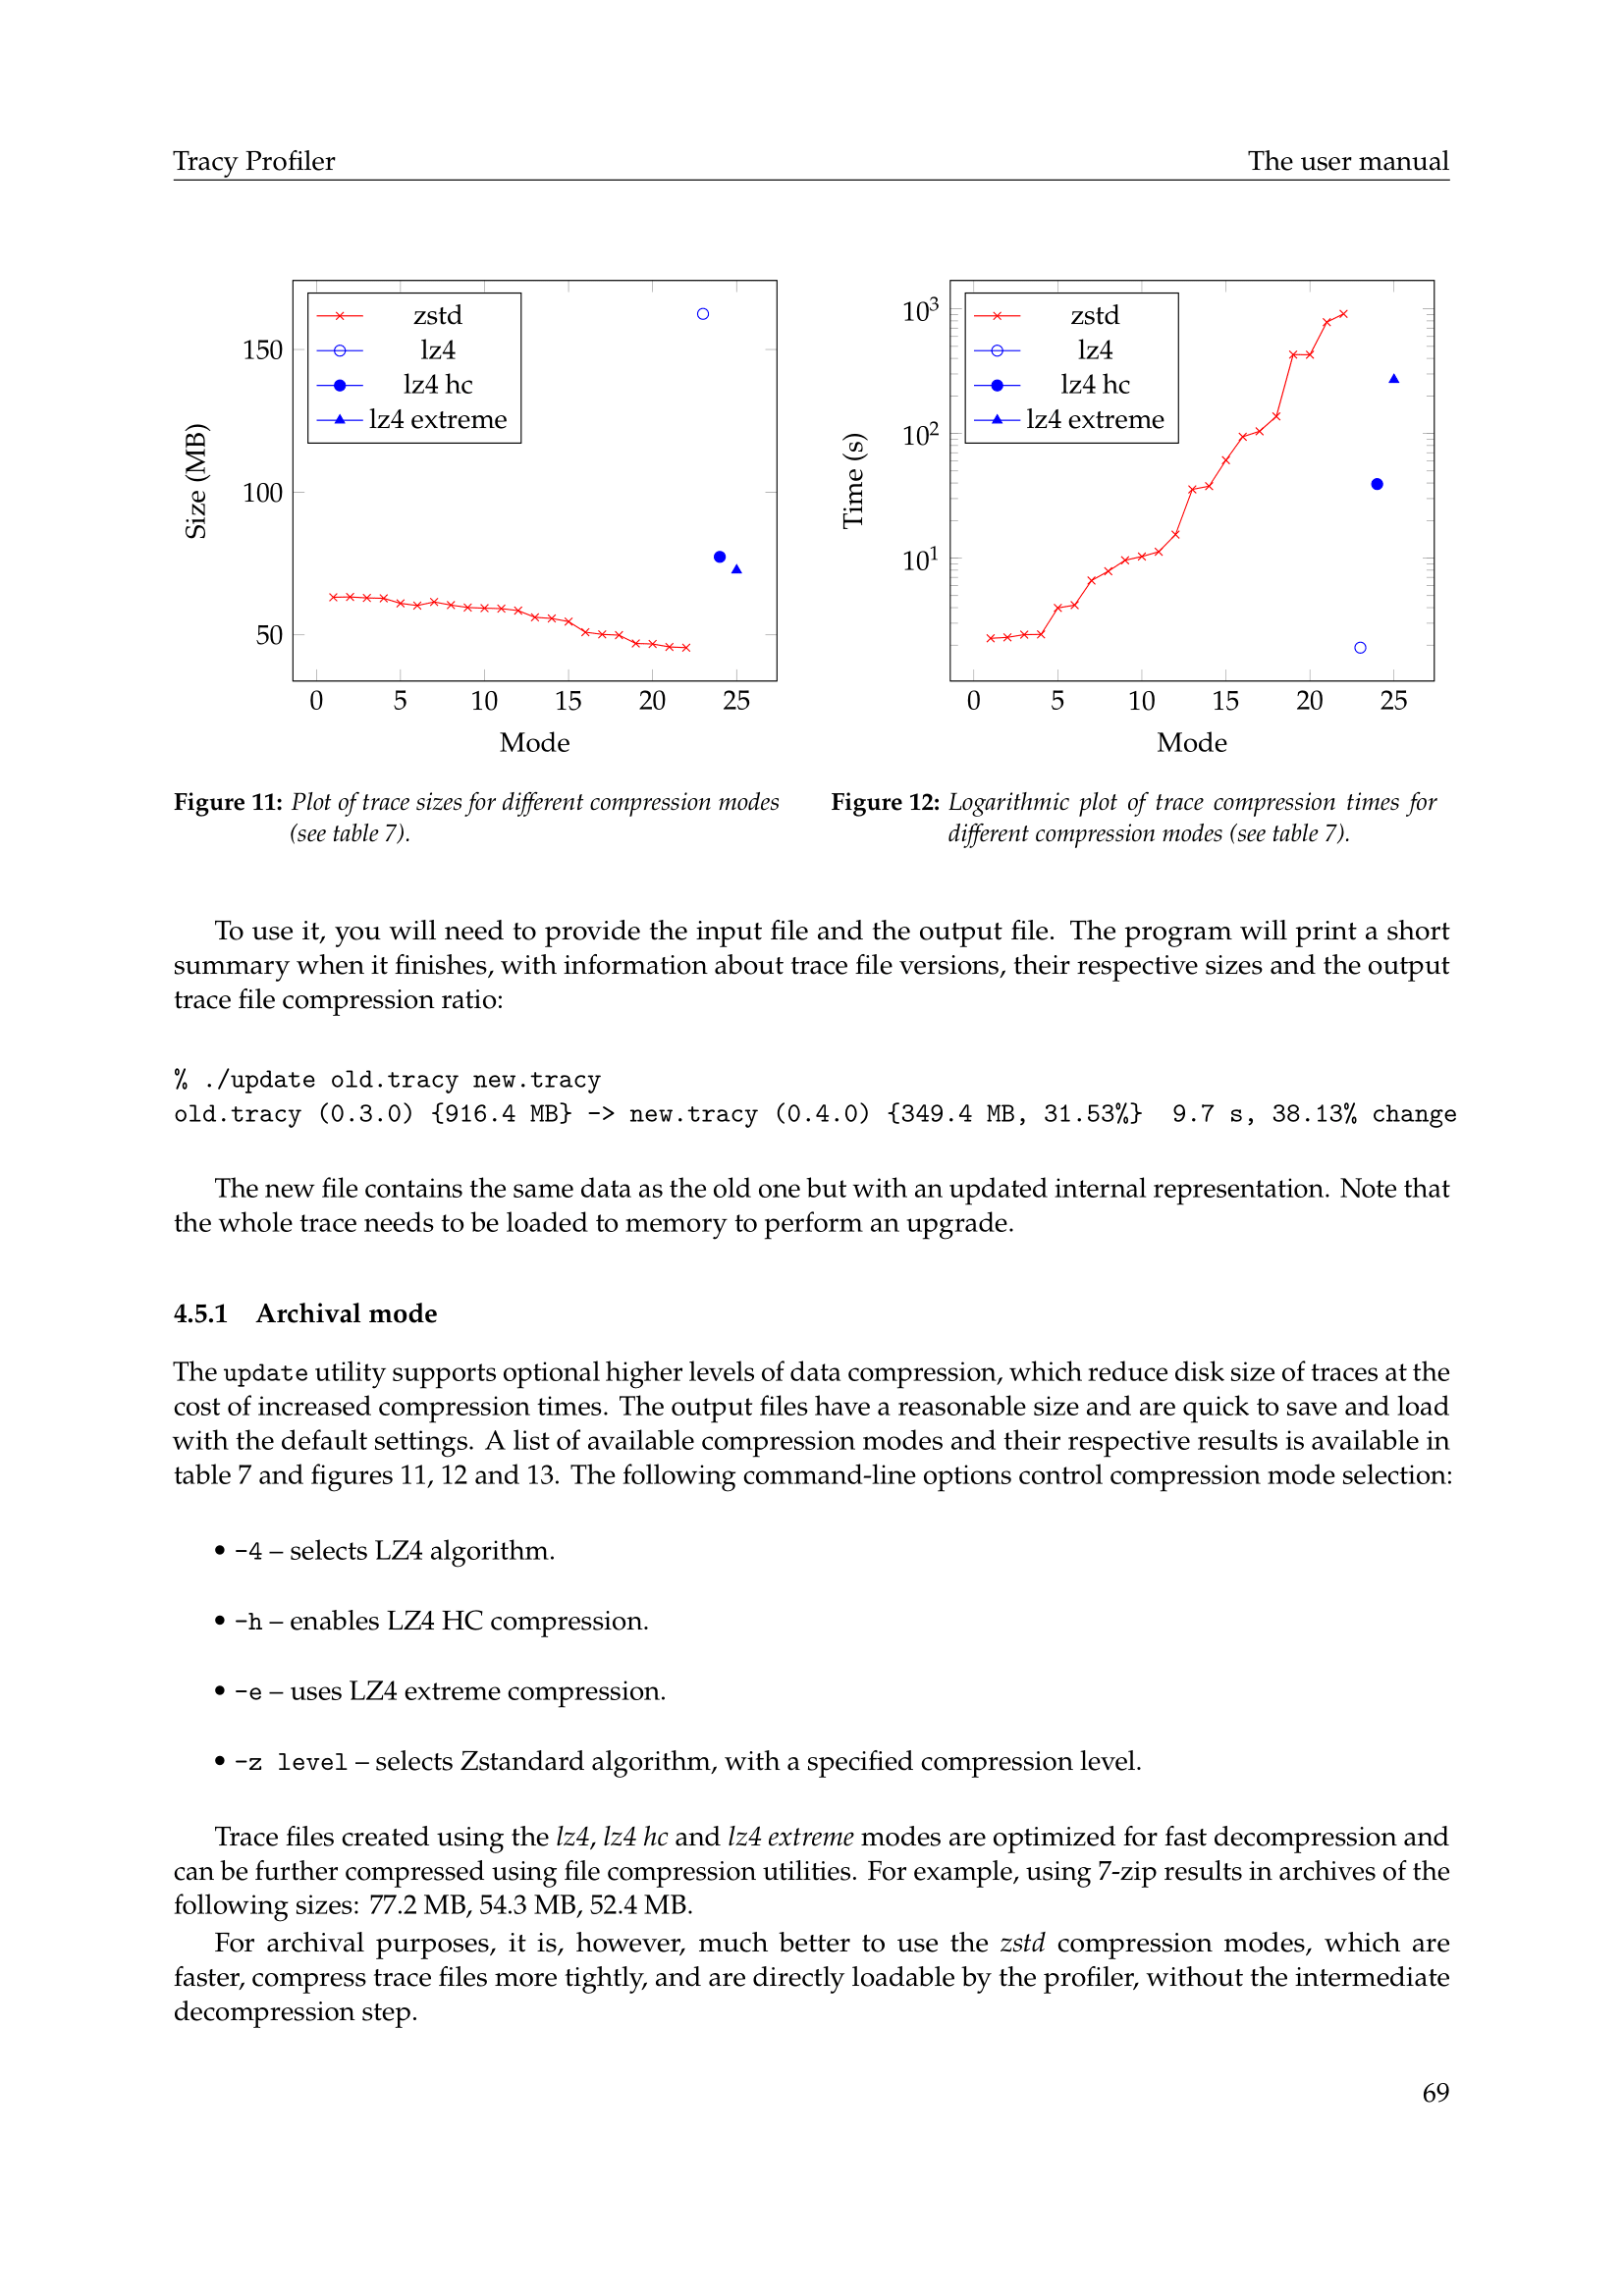 Tracy Profiler The user manual
zstd
lz4
lz4 hc
lz4 extreme
150
100
50
Size (MB)
0 5 10 15 20 25
Mode
Figure 11: Plot of trace sizes for different compression modes
(see table 7).
zstd
lz4
lz4 hc
lz4 extreme
10³
10²
10¹
Time (s)
0 5 10 15 20 25
Mode
Figure 12: Logarithmic plot of trace compression times for
different compression modes (see table 7).
To use it, you will need to provide the input file and the output file. The program will print a short
summary when it finishes, with information about trace file versions, their respective sizes and the output
trace file compression ratio:
% ./update old.tracy new.tracy
old.tracy (0.3.0) {916.4 MB} -> new.tracy (0.4.0) {349.4 MB, 31.53%} 9.7 s, 38.13% change
The new file contains the same data as the old one but with an updated internal representation. Note that
the whole trace needs to be loaded to memory to perform an upgrade.
4.5.1 Archival mode
The update utility supports optional higher levels of data compression, which reduce disk size of traces at the
cost of increased compression times. The output files have a reasonable size and are quick to save and load
with the default settings. A list of available compression modes and their respective results is available in
table 7 and figures 11, 12 and 13. The following command-line options control compression mode selection:
• -4 – selects LZ4 algorithm.
• -h – enables LZ4 HC compression.
• -e – uses LZ4 extreme compression.
• -z level – selects Zstandard algorithm, with a specified compression level.
Trace files created using the lz4, lz4 hc and lz4 extreme modes are optimized for fast decompression and
can be further compressed using file compression utilities. For example, using 7-zip results in archives of the
following sizes: 77.2 MB, 54.3 MB, 52.4 MB.
For archival purposes, it is, however, much better to use the zstd compression modes, which are
faster, compress trace files more tightly, and are directly loadable by the profiler, without the intermediate
decompression step.
69